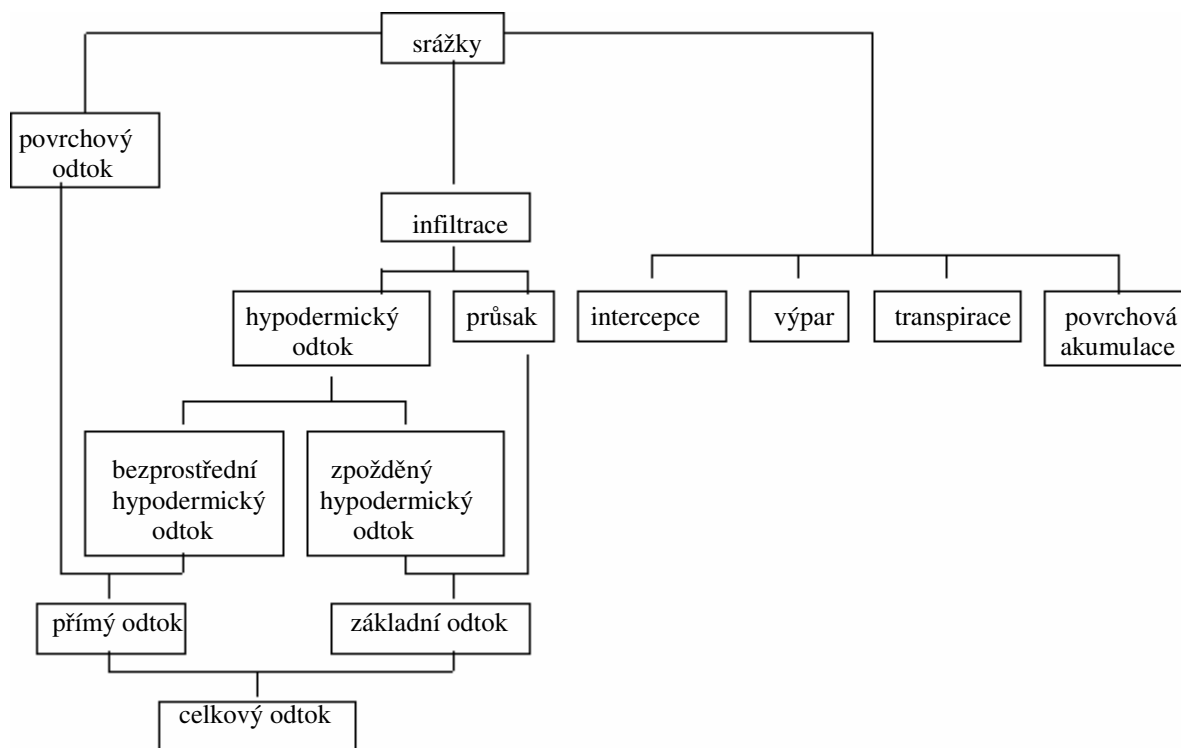 srážky
povrchový
odtok
infiltrace
hypodermický
odtok
průsak
intercepce
výpar
transpirace
povrchová
akumulace
bezprostřední
hypodermický
odtok
zpožděný
hypodermický
odtok
přímý odtok
základní odtok
celkový odtok